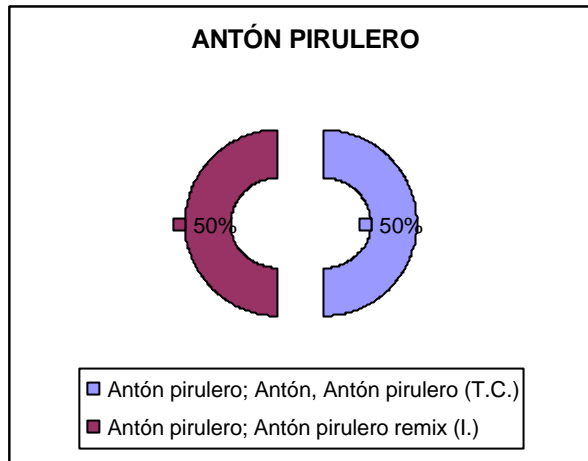 ANTÓN PIRULERO
50% 50%
Antón pirulero; Antón, Antón pirulero (T.C.)
Antón pirulero; Antón pirulero remix (I.)